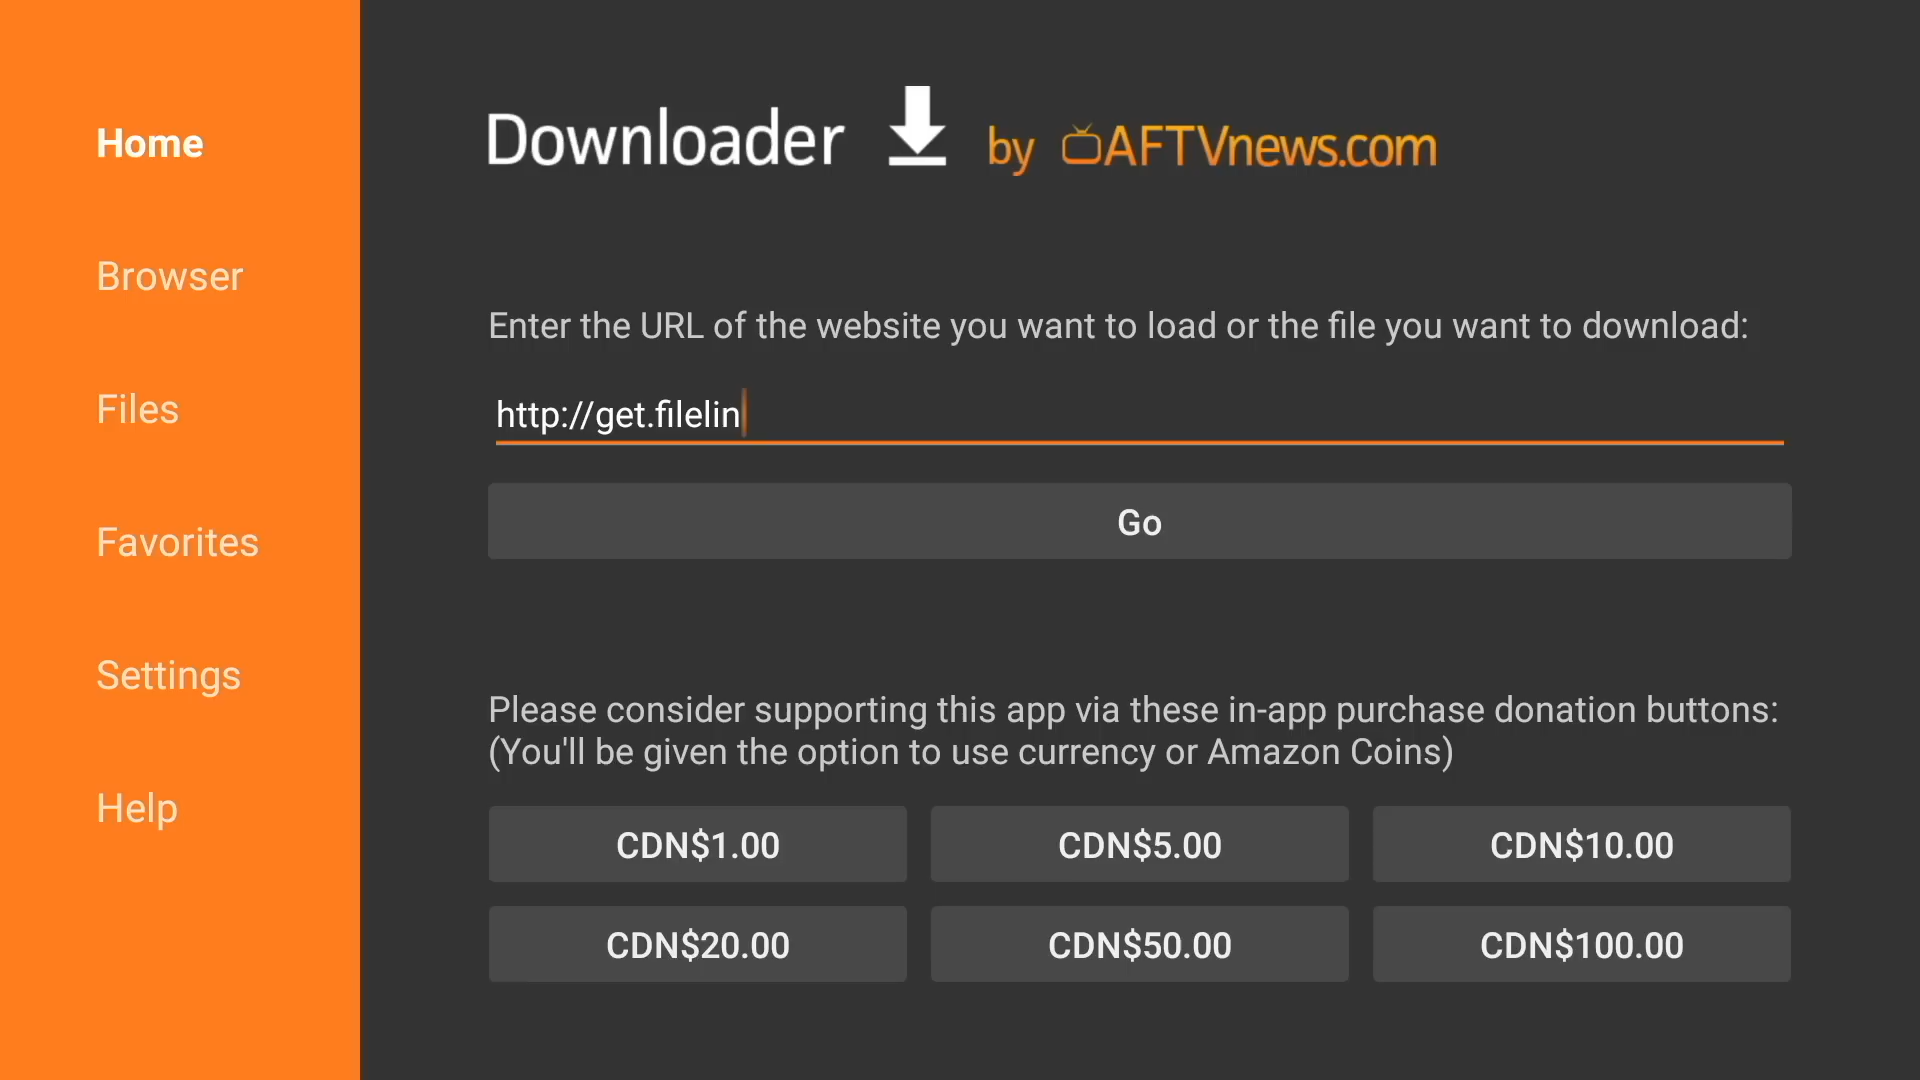 Home
Browser
Files
Favorites
Settings
Help
Downloader by AFTVnews.com
Enter the URL of the website you want to load or the file you want to download:
http://get.filelin
Go
Please consider supporting this app via these in-app purchase donation buttons:
(You'll be given the option to use currency or Amazon Coins)
CDN$1.00 CDN$5.00 CDN$10.00
CDN$20.00 CDN$50.00 CDN$100.00